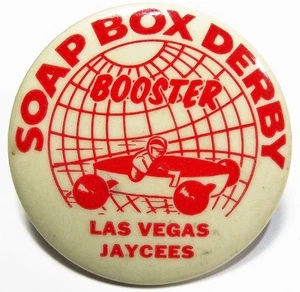 SOAP BOX DERBY
BOOSTER
LAS VEGAS
JAYCEES